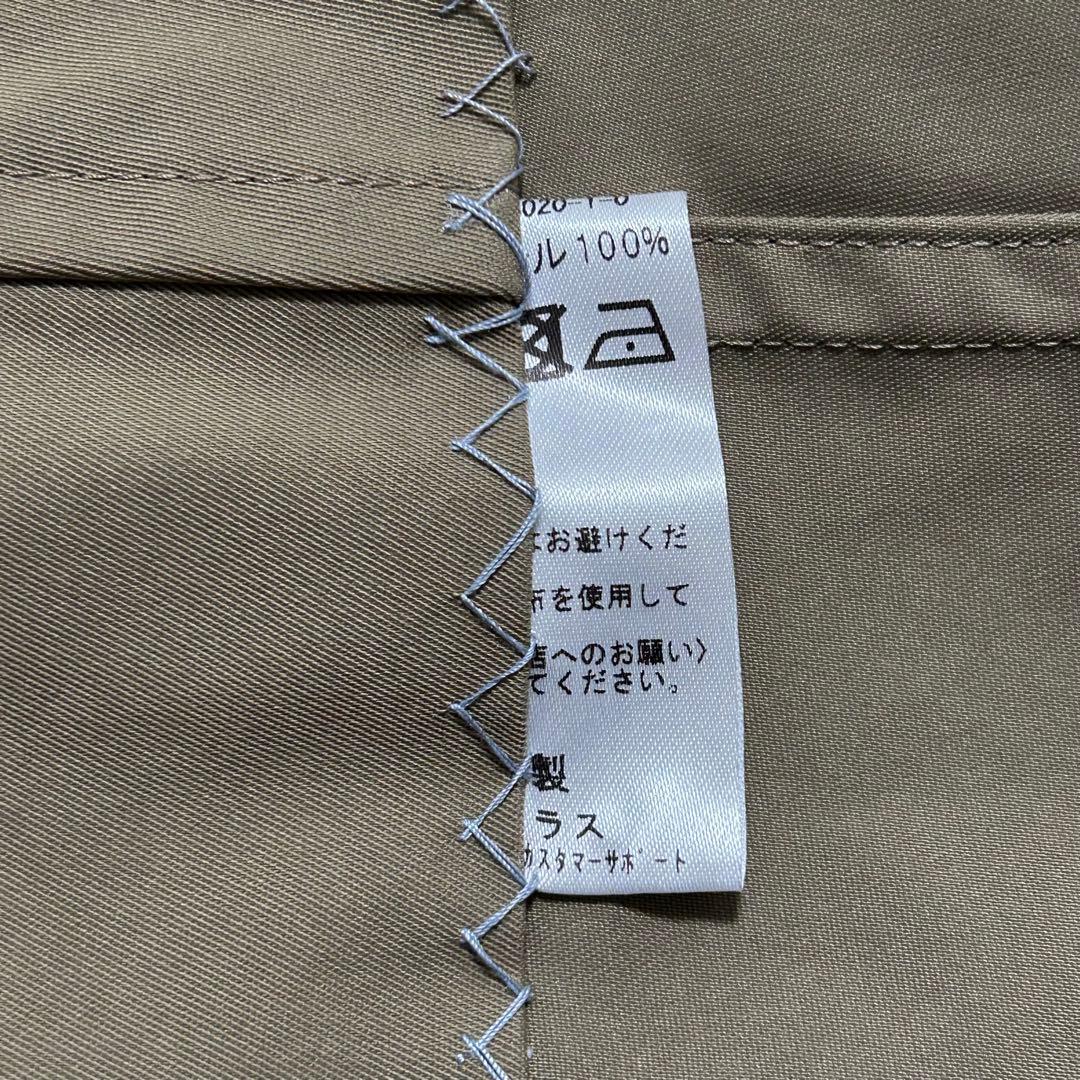 020-Y-6
ル100%
はお避けくだ
布を使用して
店へのお願い〉
てください。
製
ラス
カスタマーサポート